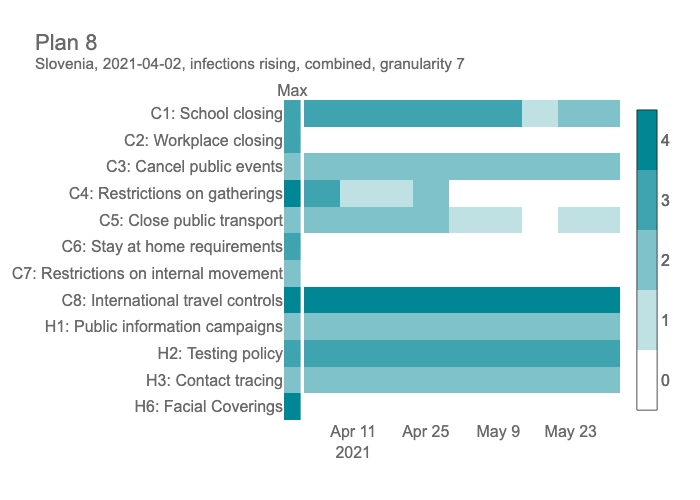 Plan 8
Slovenia, 2021-04-02, infections rising, combined, granularity 7
Max
C1: School closing
C2: Workplace closing
C3: Cancel public events
C4: Restrictions on gatherings
C5: Close public transport
C6: Stay at home requirements
C7: Restrictions on internal movement
C8: International travel controls
H1: Public information campaigns
H2: Testing policy
H3: Contact tracing
H6: Facial Coverings
4
3
2
1
0
Apr 11 Apr 25 May 9 May 23
2021